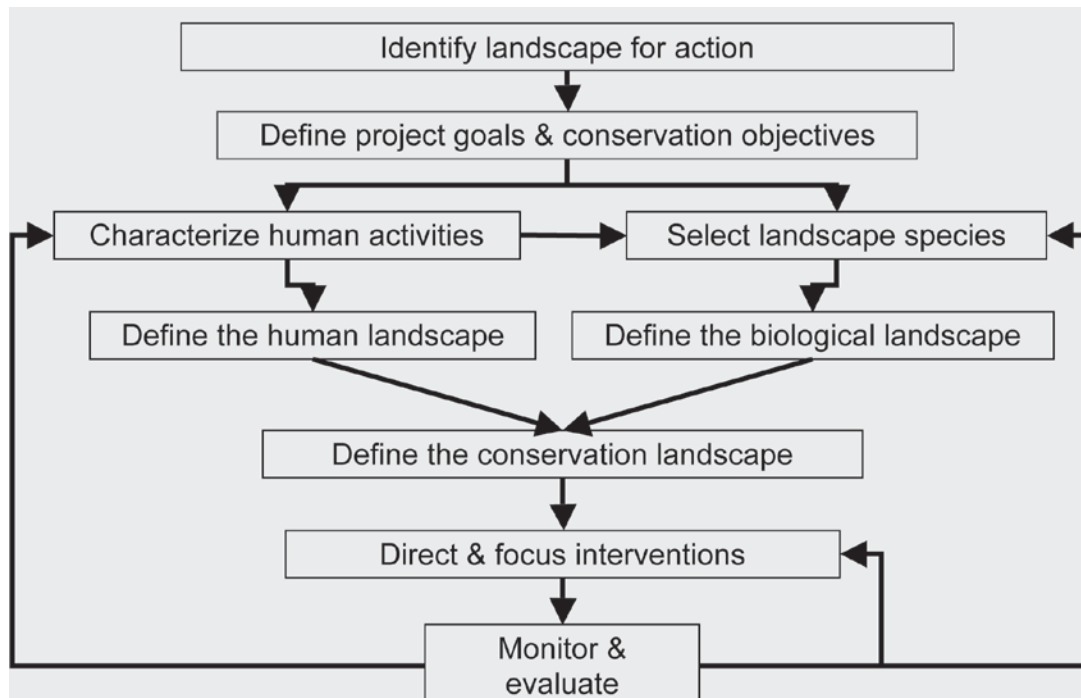 Identify landscape for action
Define project goals & conservation objectives
Characterize human activities
Select landscape species
Define the human landscape
Define the biological landscape
Define the conservation landscape
Direct & focus interventions
Monitor &
evaluate